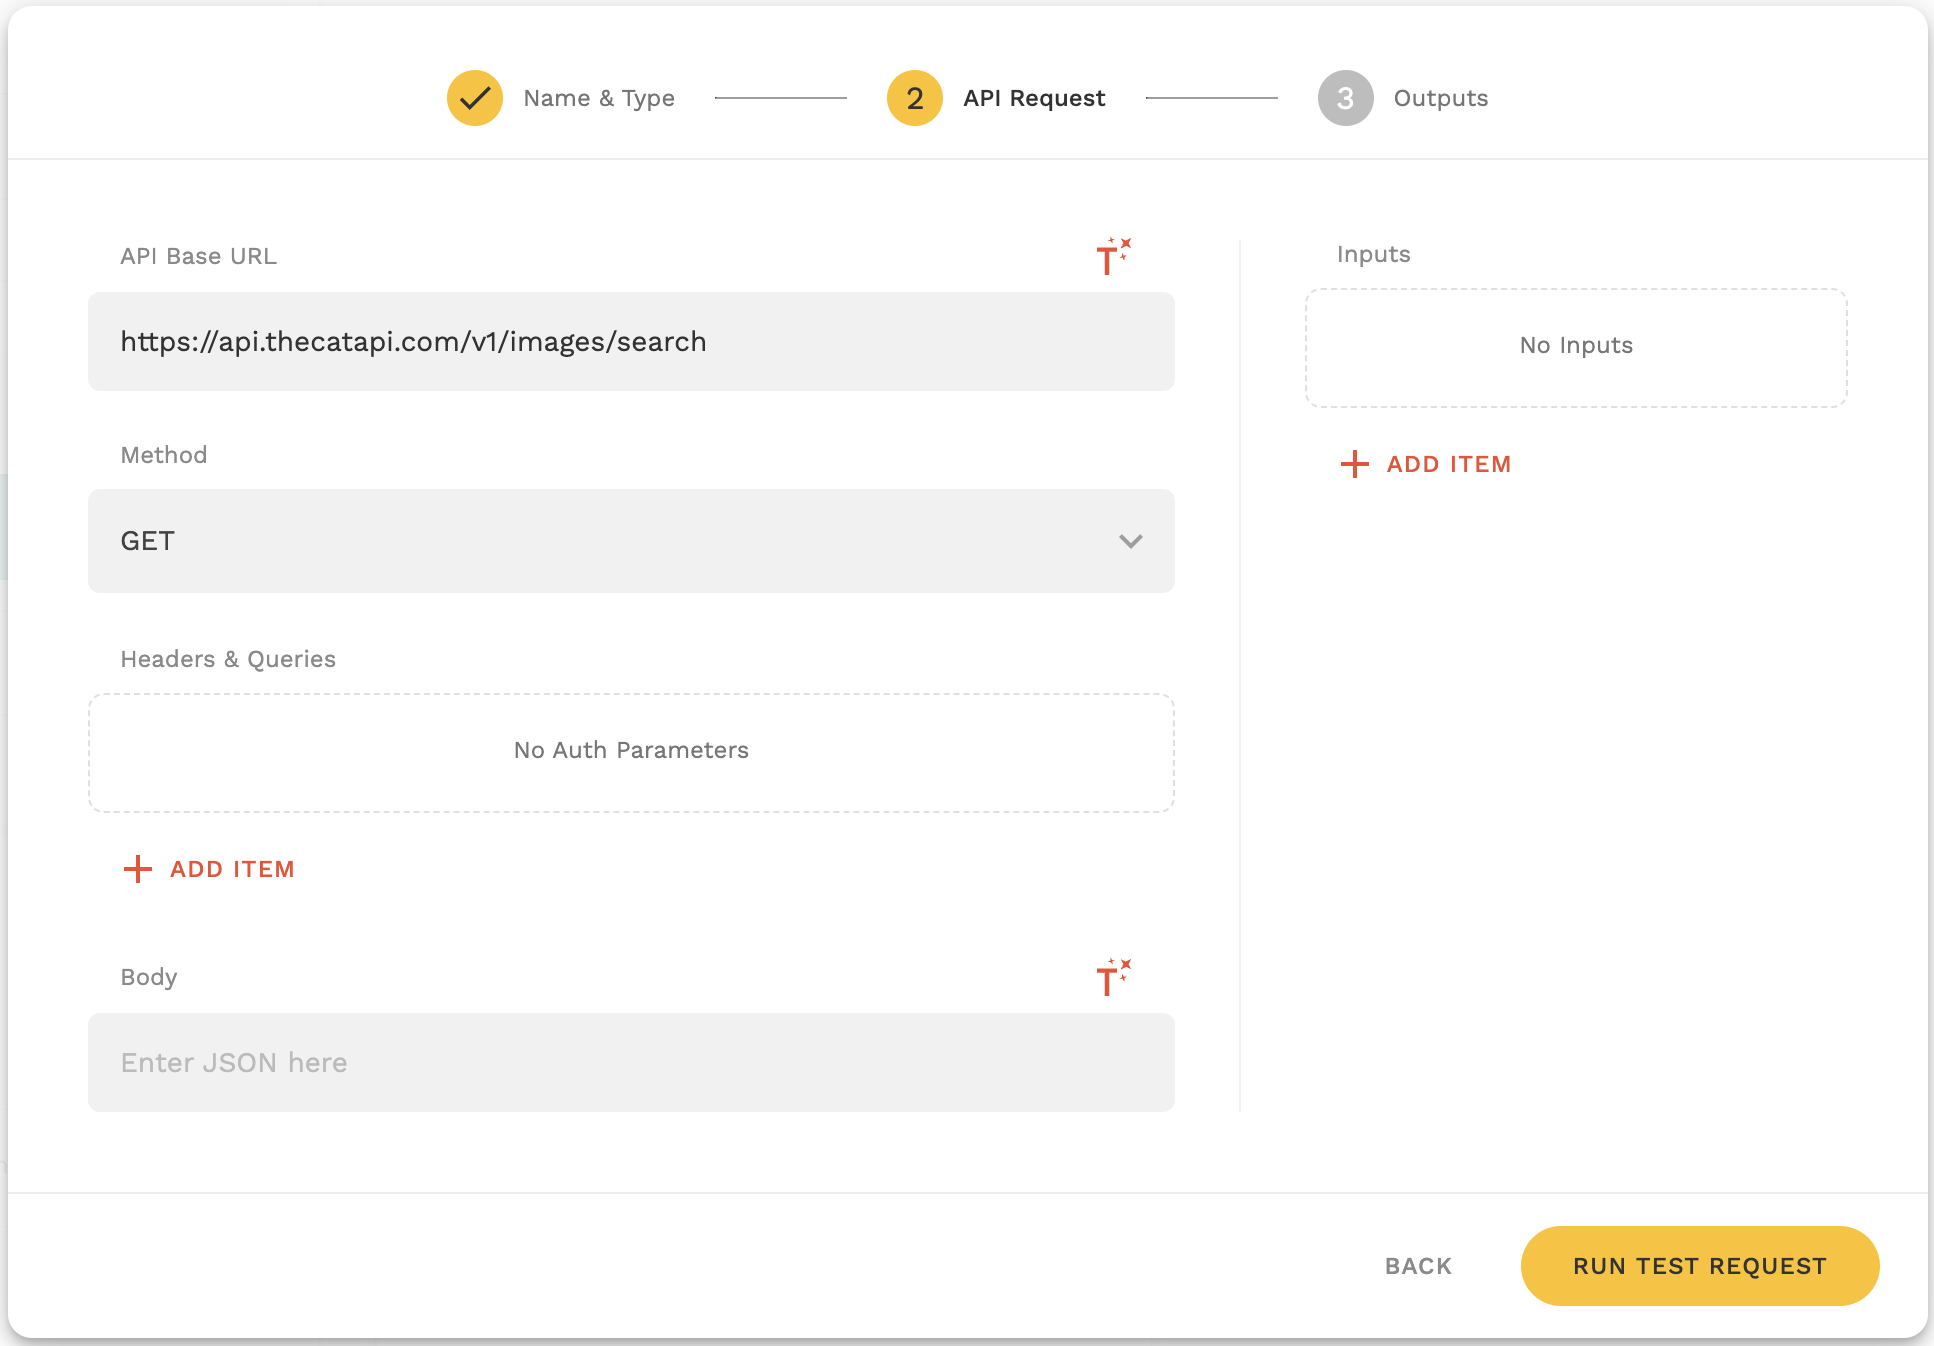 Name & Type
2 API Request
3 Outputs
API Base URL
https://api.thecatapi.com/v1/images/search
Method
GET
Headers & Queries
No Auth Parameters
ADD ITEM
Body
Enter JSON here
Inputs
No Inputs
ADD ITEM
BACK
RUN TEST REQUEST